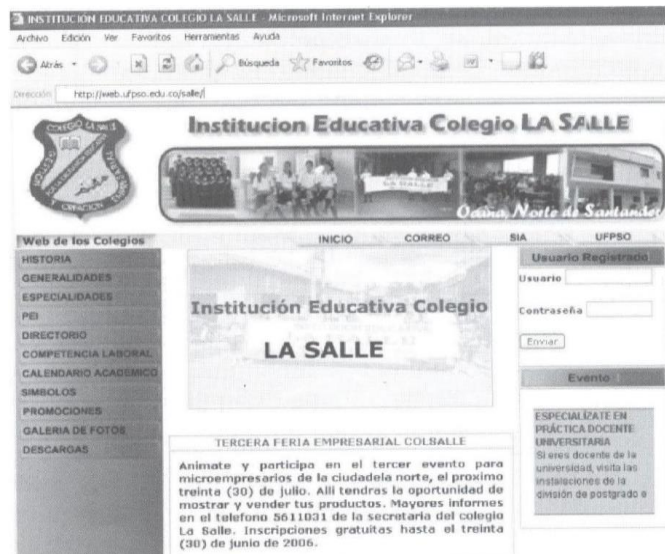 INSTITUCIÓN EDUCATIVA COLEGIO LA SALLE - Microsoft Internet Explorer
Archivo Edición Ver Favoritos Herramientas Ayuda
Atrás Búsqueda Favoritos
Dirección http://web.ufpso.edu.co/salle/
Institucion Educativa Colegio LA SALLE
LA SALLE
Ocaña, Norte de Santander
Web de los Colegios
INICIO CORREO SIA UFPSO
HISTORIA
GENERALIDADES
ESPECIALIDADES
PEI
DIRECTORIO
COMPETENCIA LABORAL
CALENDARIO ACADEMICO
SIMBOLOS
PROMOCIONES
GALERIA DE FOTOS
DESCARGAS
Institución Educativa Colegio
LA SALLE
TERCERA FERIA EMPRESARIAL COLSALLE
Animate y participa en el tercer evento para
microempresarios de la ciudadela norte, el proximo
treinta (30) de julio. Alli tendras la oportunidad de
mostrar y vender tus productos. Mayores informes
en el telefono 5611031 de la secretaria del colegio
La Salle. Inscripciones gratuitas hasta el treinta
(30) de junio de 2006.
Usuario Registrado
Usuario
Contraseña
Enviar
Evento
ESPECIALÍZATE EN
PRÁCTICA DOCENTE
UNIVERSITARIA
Si eres docente de la
universidad, visita las
instalaciones de la
división de postgrado e